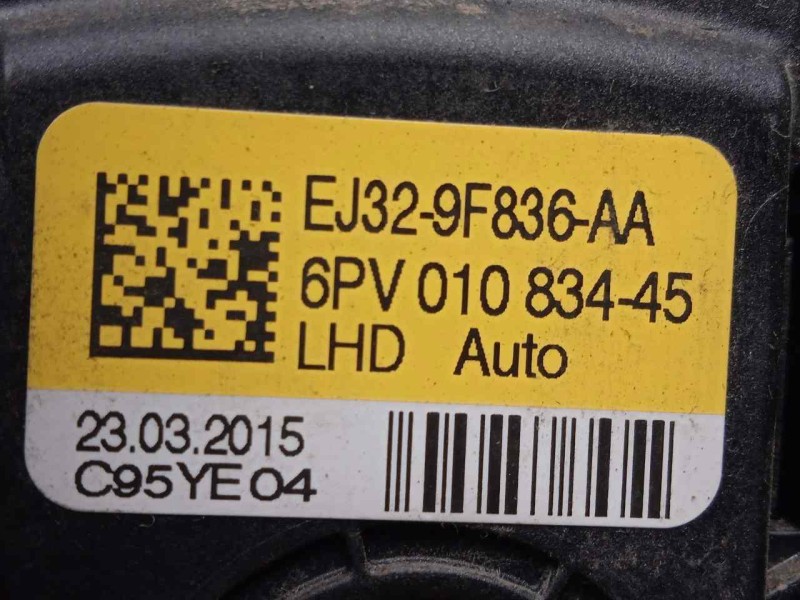 EJ32-9F836-AA
6PV 010 834-45
LHD Auto
23.03.2015
C95YE04